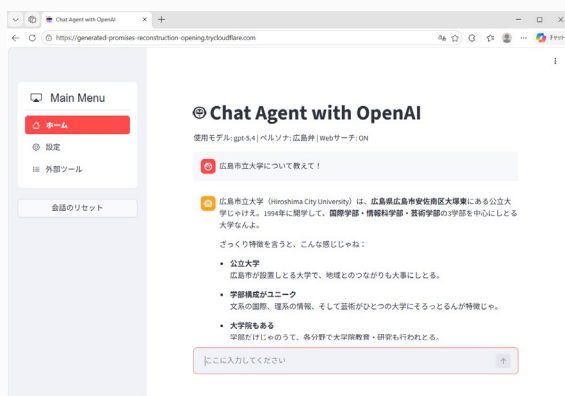 Chat Agent with OpenAI
https://generated-promises-reconstruction-opening.trycloudflare.com
チャット
Main Menu
ホーム
設定
外部ツール
会話のリセット
Chat Agent with OpenAI
使用モデル: gpt-5.4 | ペルソナ: 広島弁 | Webサーチ: ON
広島市立大学について教えて！
広島市立大学（Hiroshima City University）は、広島県広島市安佐南区大塚東にある公立大
学じゃけえ。1994年に開学して、国際学部・情報科学部・芸術学部の3学部を中心にしとる
大学なんよ。
ざっくり特徴を言うと、こんな感じじゃね：
• 公立大学
広島市が設置しとる大学で、地域とのつながりも大事にしとる。
• 学部構成がユニーク
文系の国際、理系の情報、そして芸術がひとつの大学にそろっとるんが特徴じゃ。
• 大学院もある
学部だけじゃのうて、各分野で大学院教育・研究も行われとる。
ここに入力してください